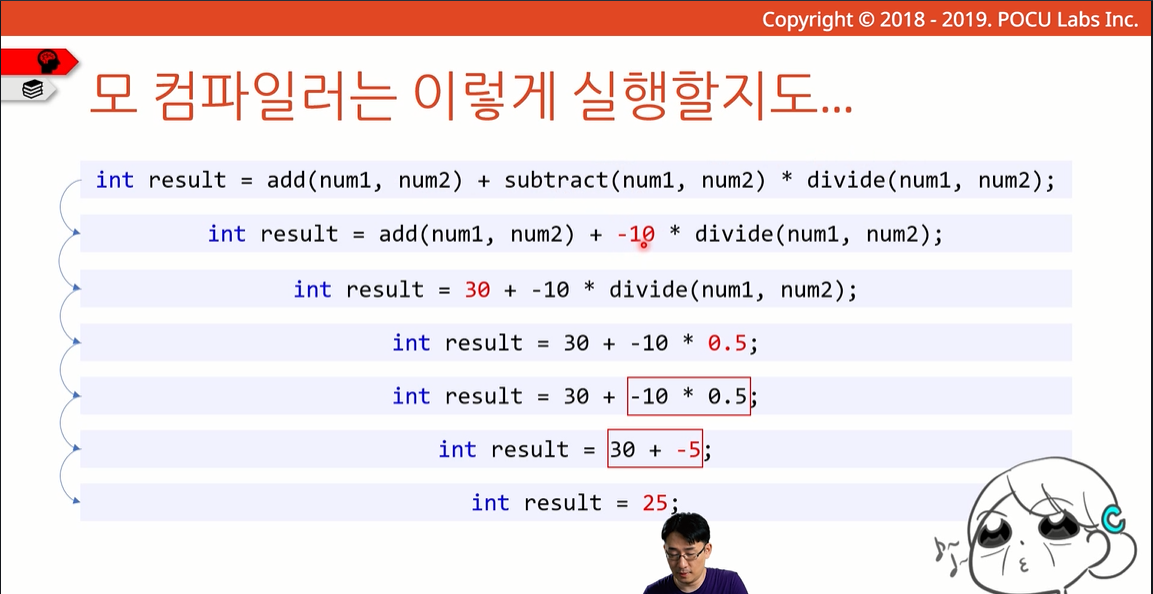 Copyright © 2018 - 2019. POCU Labs Inc.
모 컴파일러는 이렇게 실행할지도...
int result = add(num1, num2) + subtract(num1, num2) * divide(num1, num2);
int result = add(num1, num2) + -10 * divide(num1, num2);
int result = 30 + -10 * divide(num1, num2);
int result = 30 + -10 * 0.5;
int result = 30 + -10 * 0.5;
int result = 30 + -5;
int result = 25;